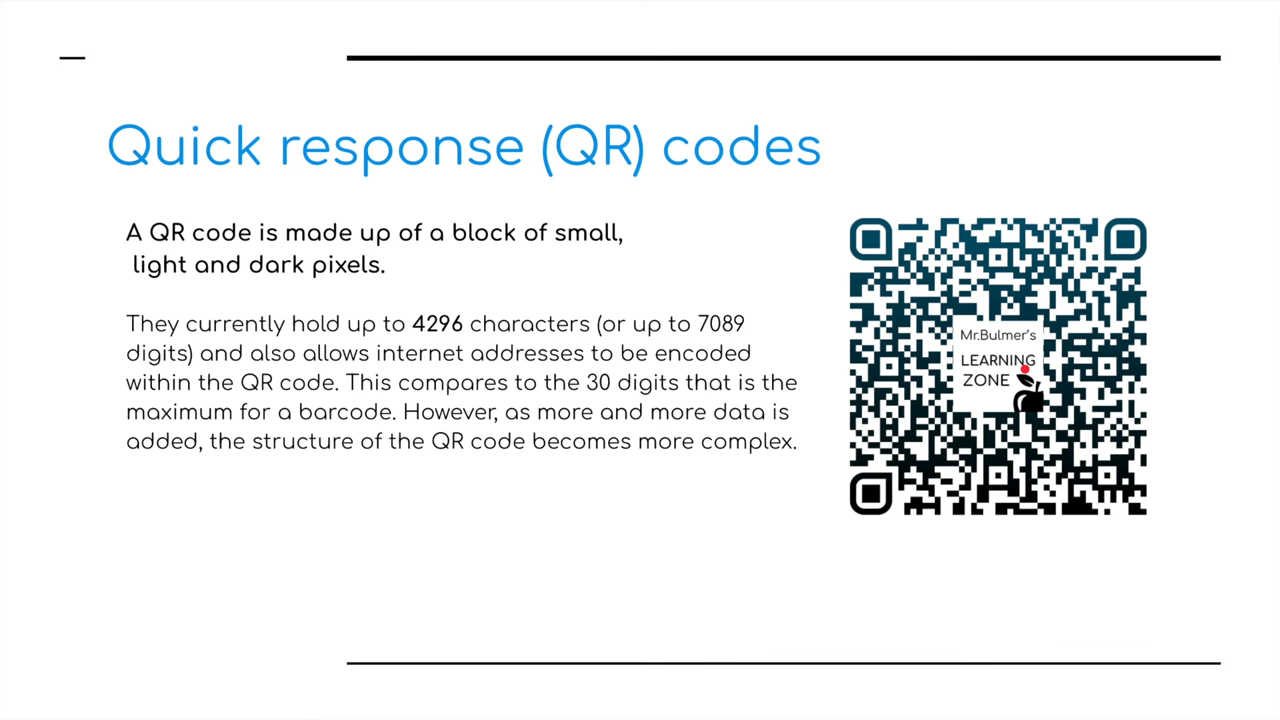 Quick response (QR) codes
A QR code is made up of a block of small,
light and dark pixels.
They currently hold up to 4296 characters (or up to 7089
digits) and also allows internet addresses to be encoded
within the QR code. This compares to the 30 digits that is the
maximum for a barcode. However, as more and more data is
added, the structure of the QR code becomes more complex.
Mr.Bulmer's
LEARNING
ZONE